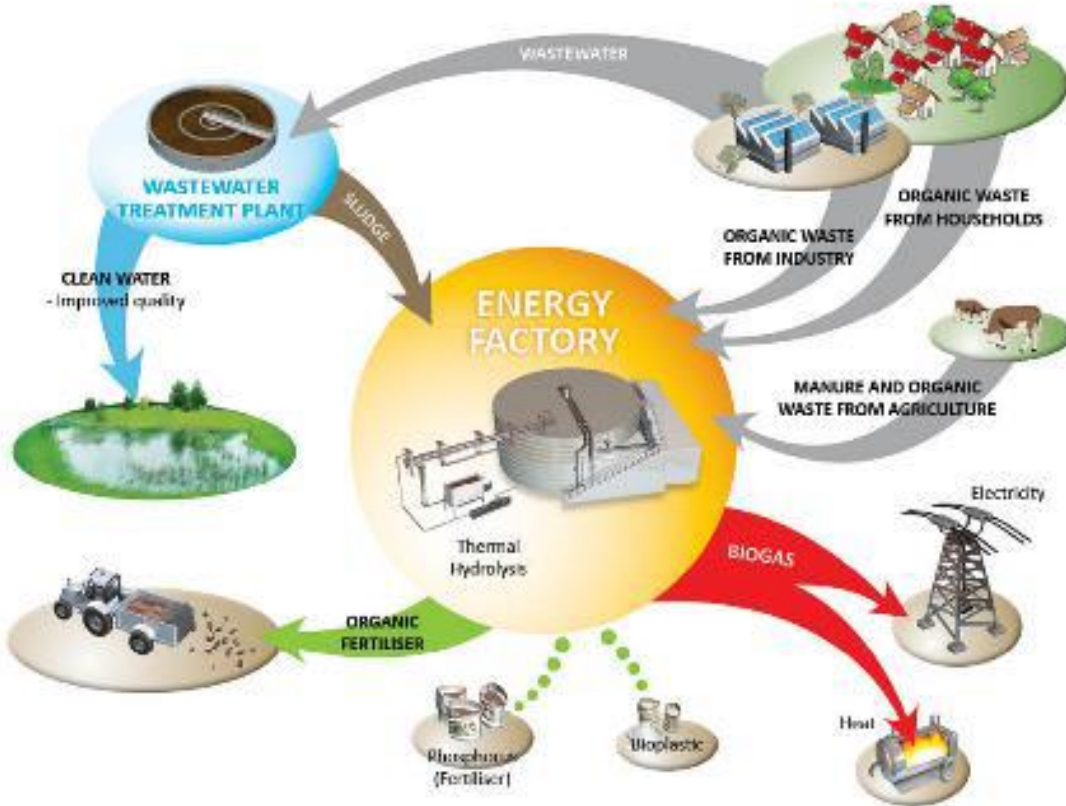 WASTEWATER
WASTEWATER
TREATMENT PLANT
SLUDGE
ORGANIC WASTE
FROM HOUSEHOLDS
ORGANIC WASTE
FROM INDUSTRY
CLEAN WATER
- Improved quality
ENERGY
FACTORY
MANURE AND ORGANIC
WASTE FROM AGRICULTURE
Electricity
Thermal
Hydrolysis
BIOGAS
ORGANIC
FERTILISER
Heat
Phosphorus
(Fertiliser)
Bioplastic